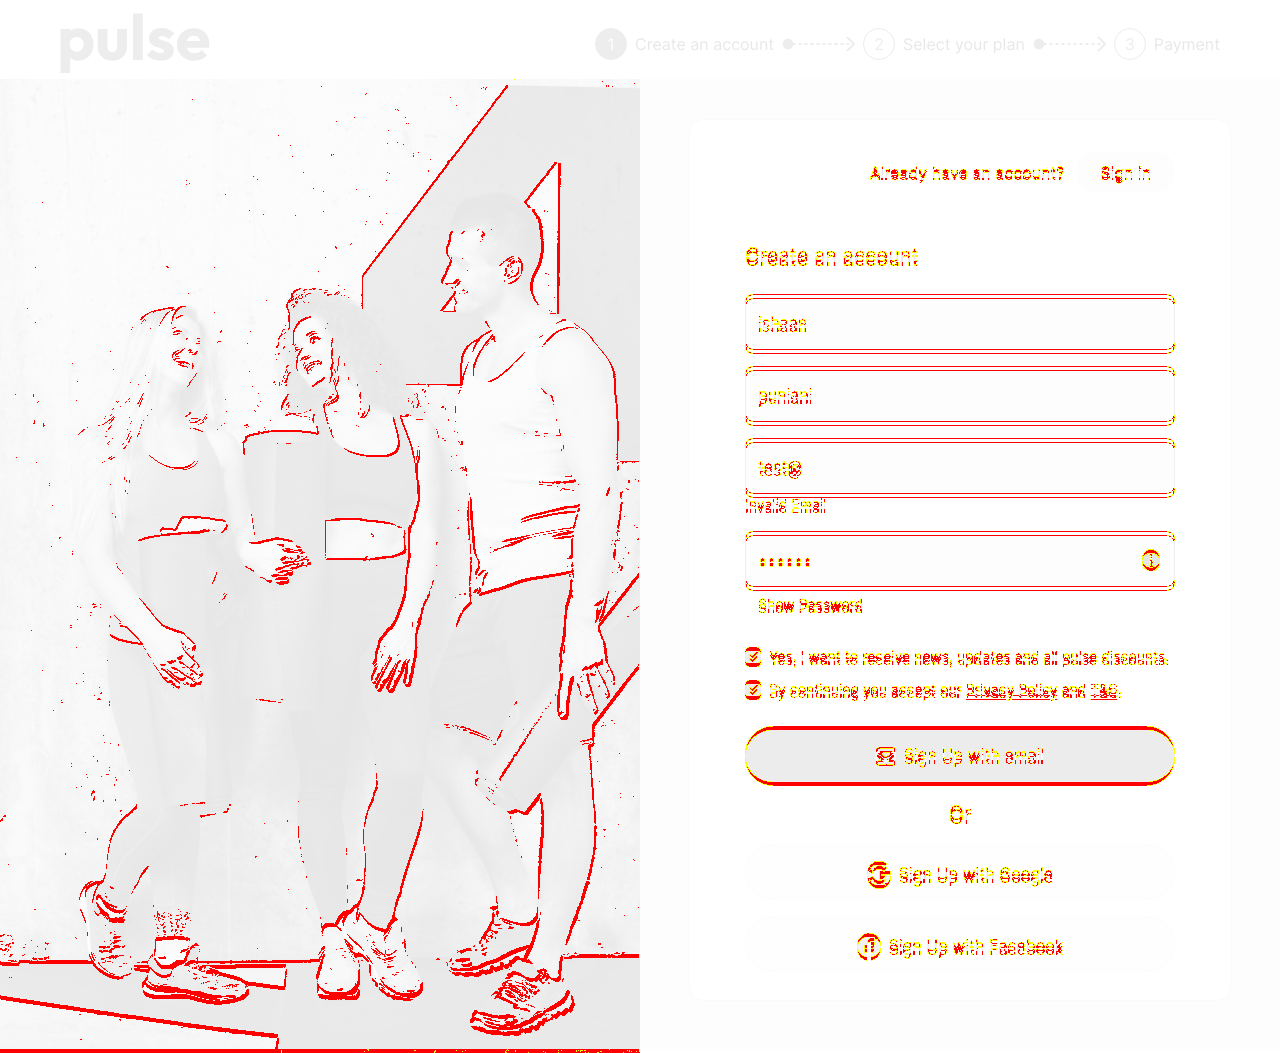 pulse
1 Create an account 2 Select your plan 3 Payment
Already have an account? Sign in
Create an account
ishaan
punjani
test@
Invalid Email
Show Password
Yes, I want to receive news, updates and all pulse discounts.
By continuing you accept our Privacy Policy and T&C.
Sign Up with email
Or
Sign Up with Google
Sign Up with Facebook